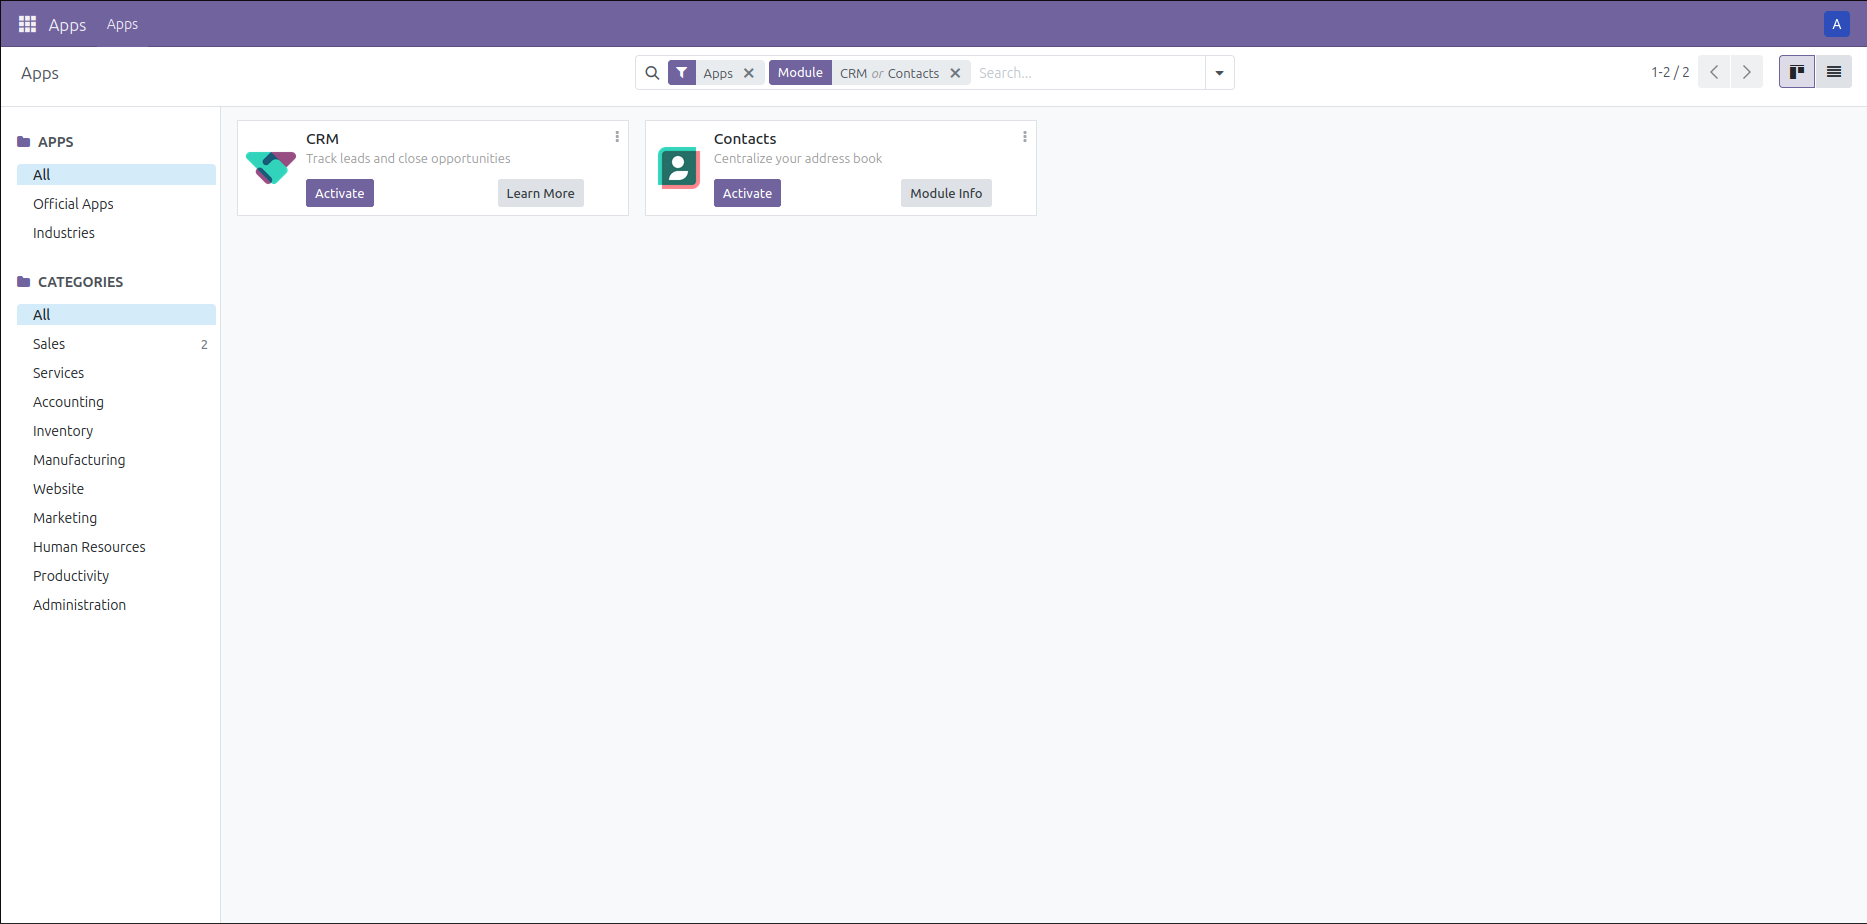 Apps Apps A
Apps
Apps Module CRM or Contacts Search...
1-2 / 2
APPS
All
Official Apps
Industries
CATEGORIES
All
Sales 2
Services
Accounting
Inventory
Manufacturing
Website
Marketing
Human Resources
Productivity
Administration
CRM
Track leads and close opportunities
Activate Learn More
Contacts
Centralize your address book
Activate Module Info